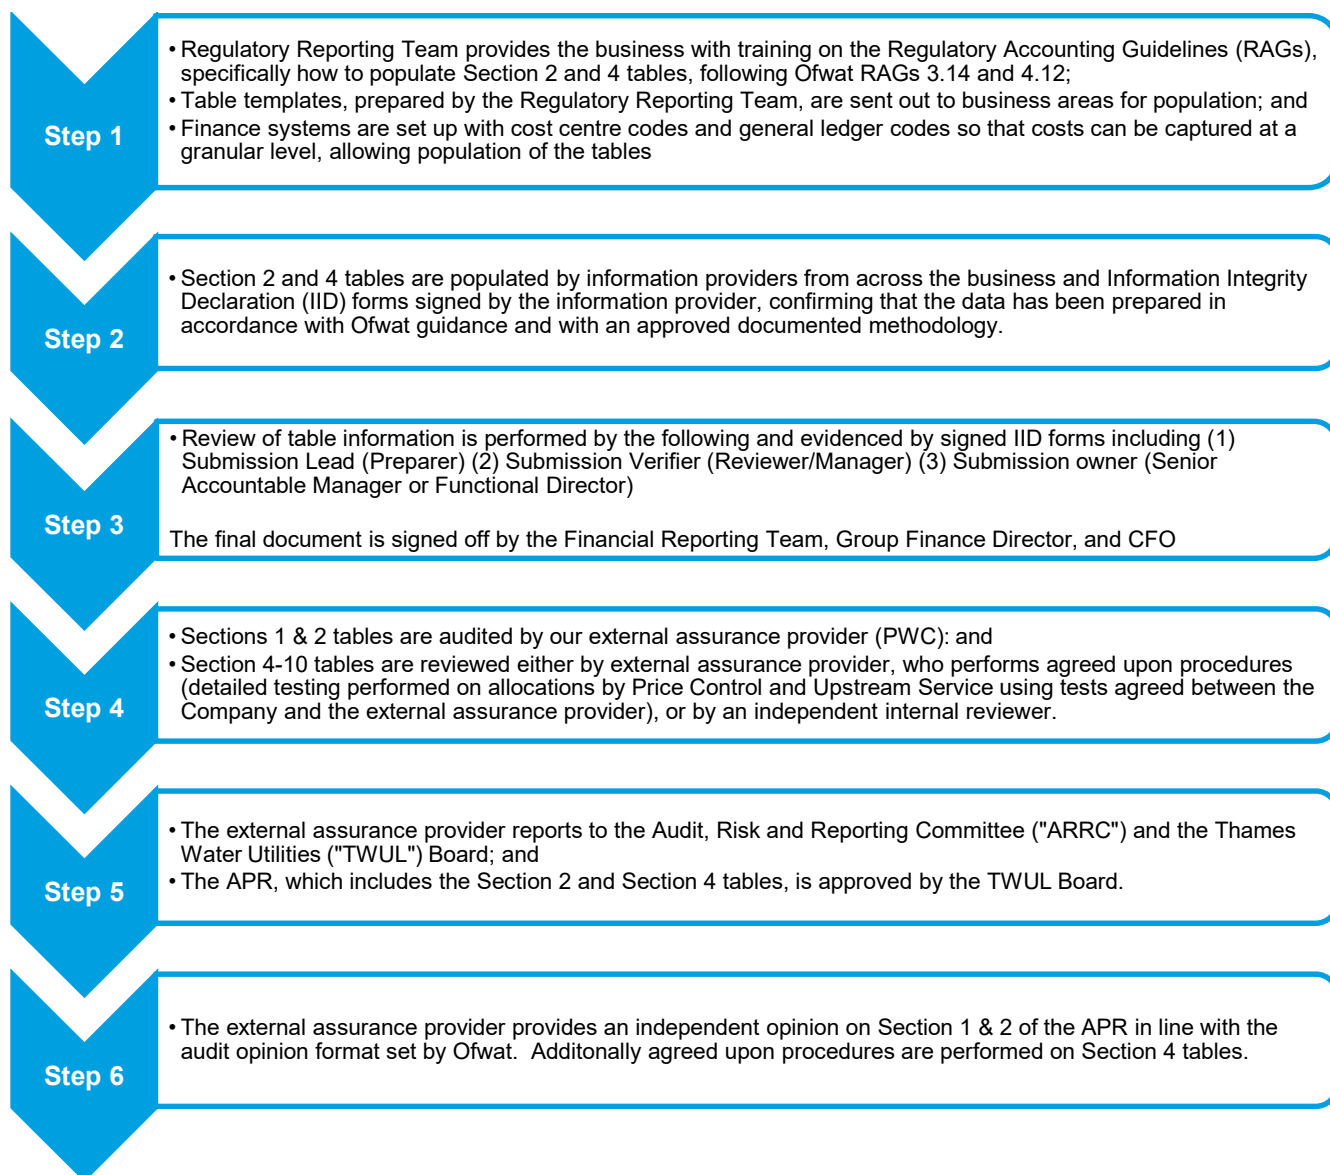 Step 1
• Regulatory Reporting Team provides the business with training on the Regulatory Accounting Guidelines (RAGs),
specifically how to populate Section 2 and 4 tables, following Ofwat RAGs 3.14 and 4.12;
• Table templates, prepared by the Regulatory Reporting Team, are sent out to business areas for population; and
• Finance systems are set up with cost centre codes and general ledger codes so that costs can be captured at a
granular level, allowing population of the tables
Step 2
• Section 2 and 4 tables are populated by information providers from across the business and Information Integrity
Declaration (IID) forms signed by the information provider, confirming that the data has been prepared in
accordance with Ofwat guidance and with an approved documented methodology.
Step 3
• Review of table information is performed by the following and evidenced by signed IID forms including (1)
Submission Lead (Preparer) (2) Submission Verifier (Reviewer/Manager) (3) Submission owner (Senior
Accountable Manager or Functional Director)
The final document is signed off by the Financial Reporting Team, Group Finance Director, and CFO
Step 4
• Sections 1 & 2 tables are audited by our external assurance provider (PWC): and
• Section 4-10 tables are reviewed either by external assurance provider, who performs agreed upon procedures
(detailed testing performed on allocations by Price Control and Upstream Service using tests agreed between the
Company and the external assurance provider), or by an independent internal reviewer.
Step 5
• The external assurance provider reports to the Audit, Risk and Reporting Committee ("ARRC") and the Thames
Water Utilities ("TWUL") Board; and
• The APR, which includes the Section 2 and Section 4 tables, is approved by the TWUL Board.
Step 6
• The external assurance provider provides an independent opinion on Section 1 & 2 of the APR in line with the
audit opinion format set by Ofwat.  Additonally agreed upon procedures are performed on Section 4 tables.